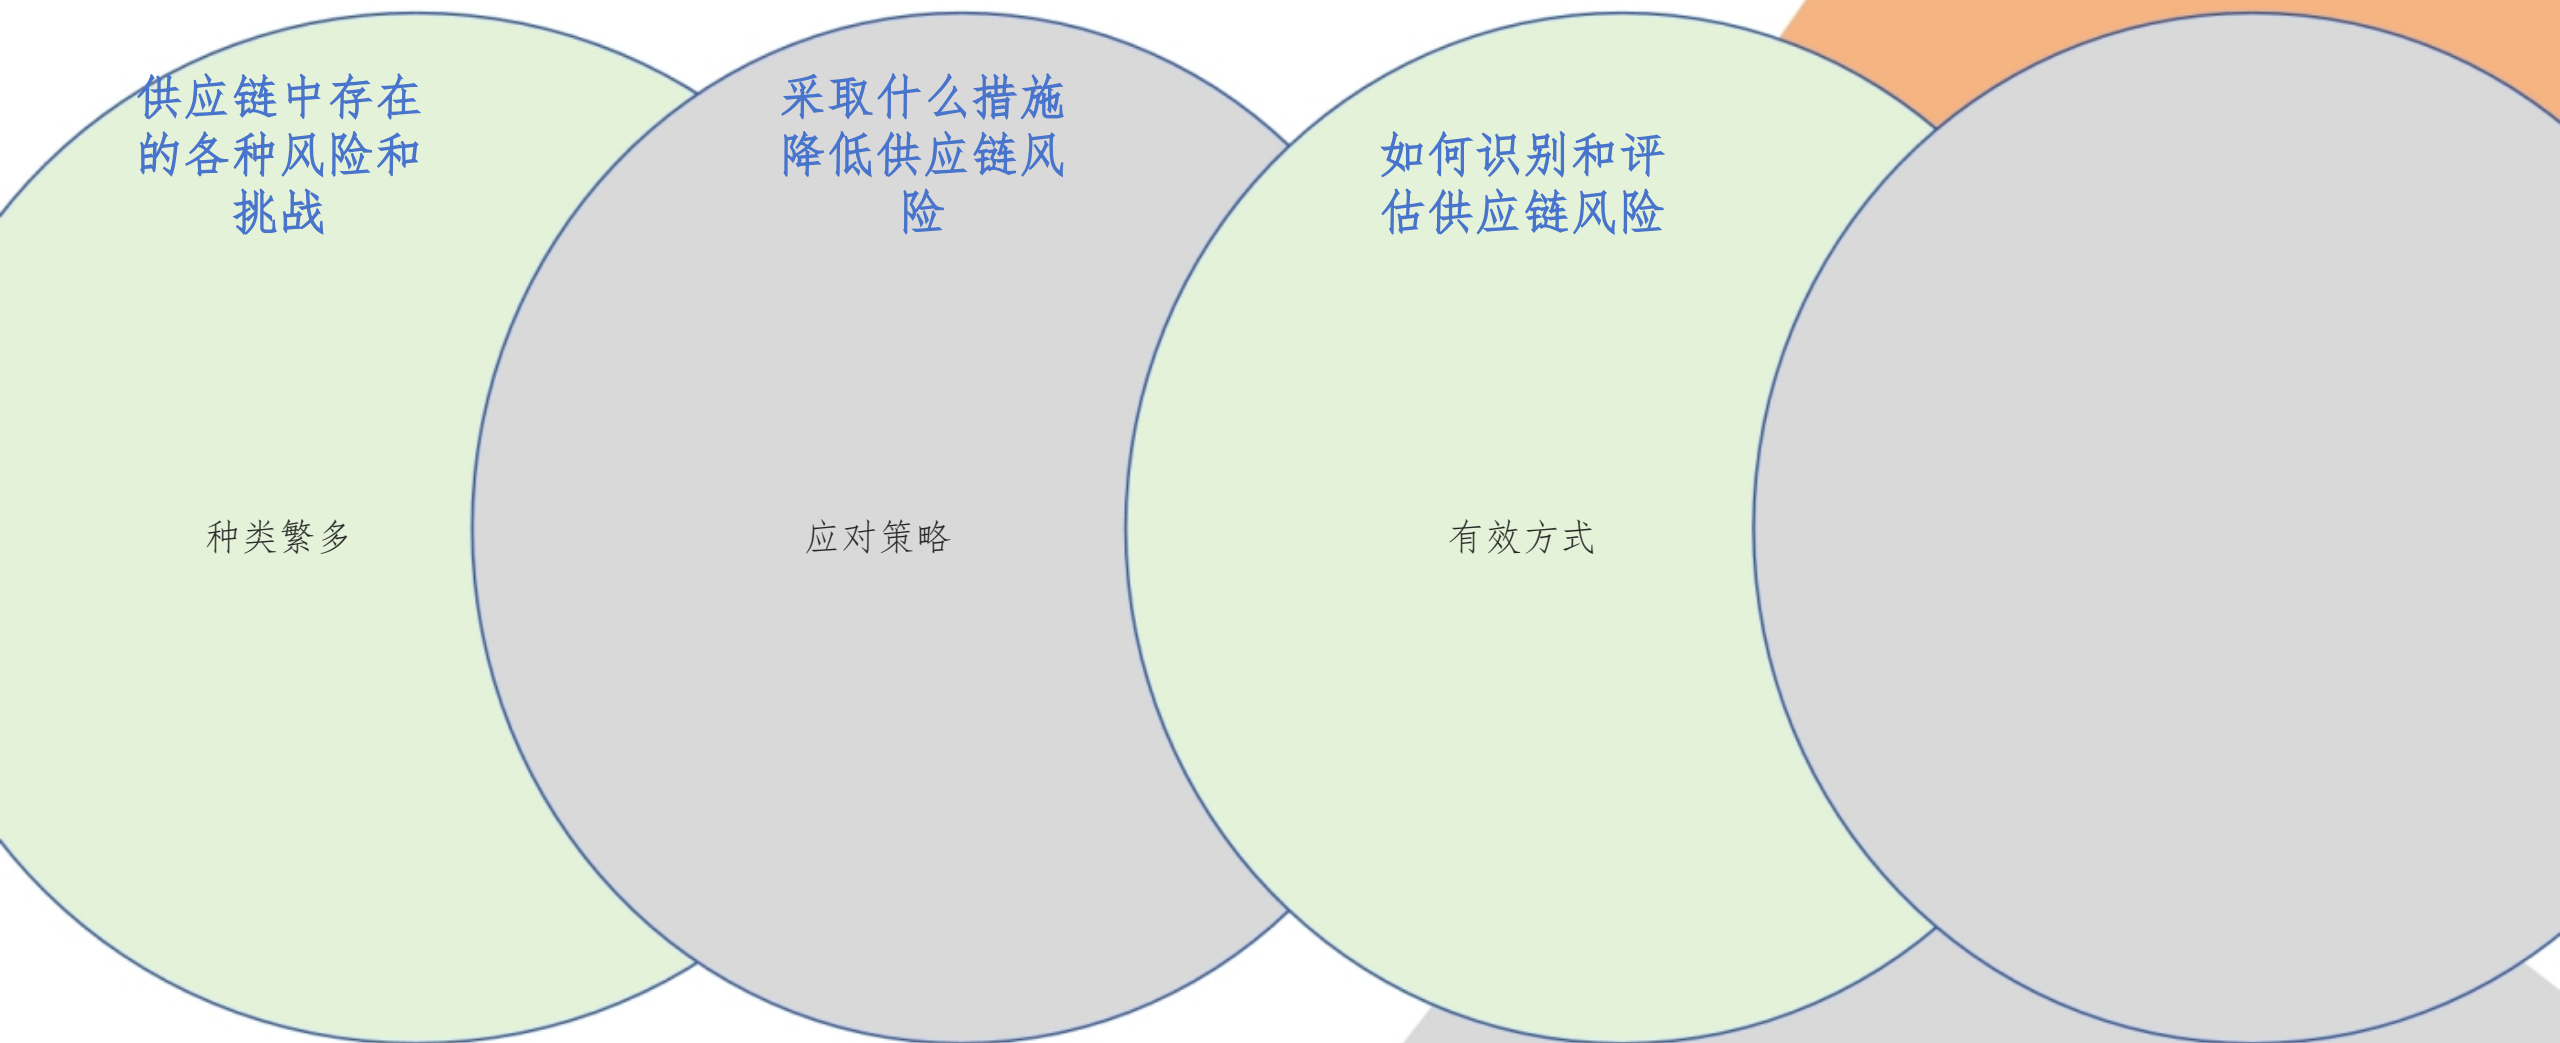 供应链中存在
的各种风险和
挑战
种类繁多
采取什么措施
降低供应链风
险
应对策略
如何识别和评
估供应链风险
有效方式